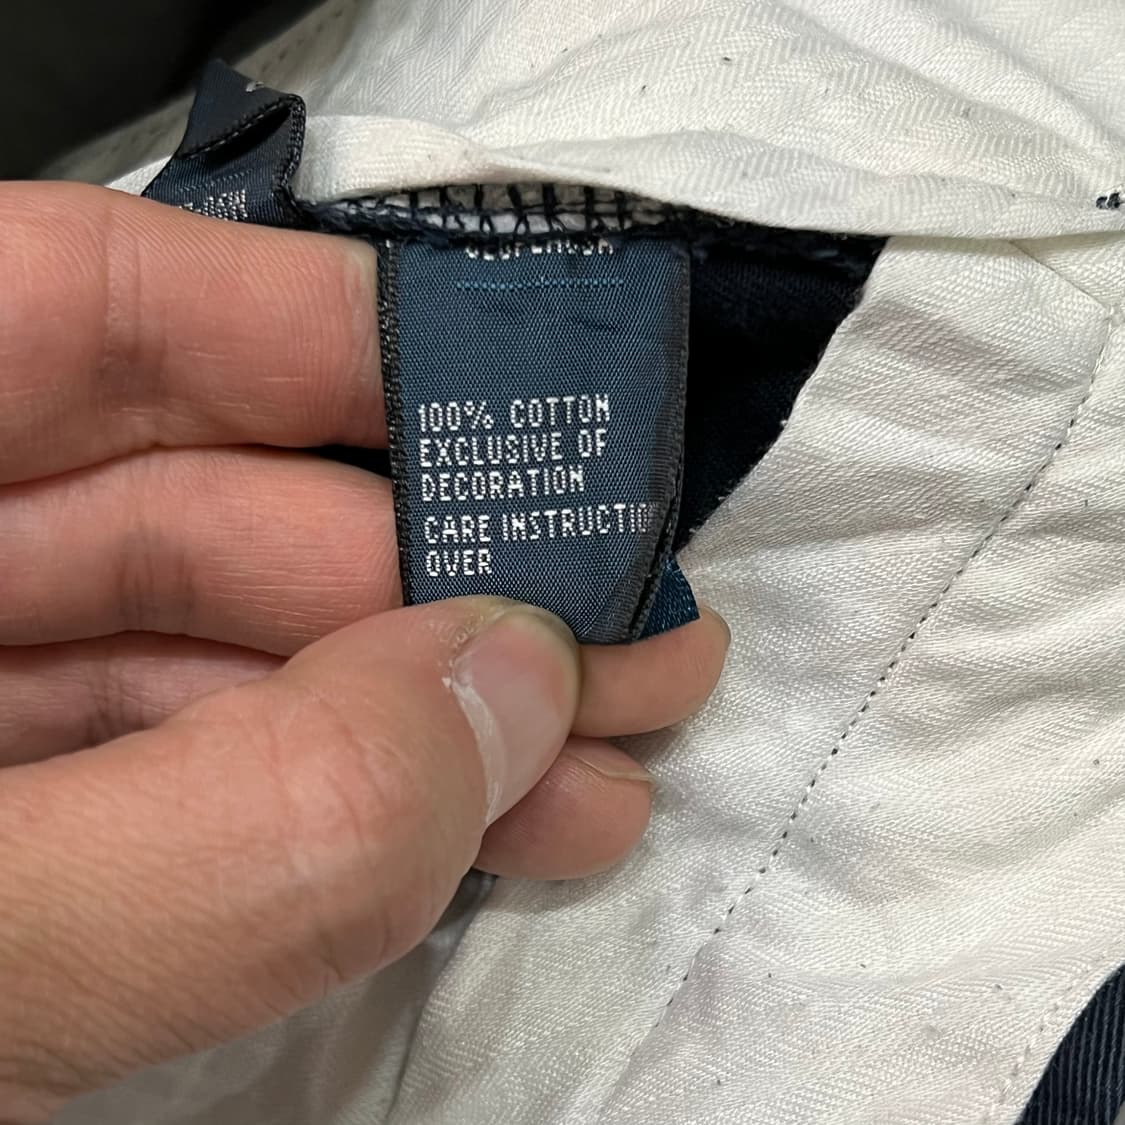 100% COTTON
EXCLUSIVE OF
DECORATION
CARE INSTRUCTIO
OVER